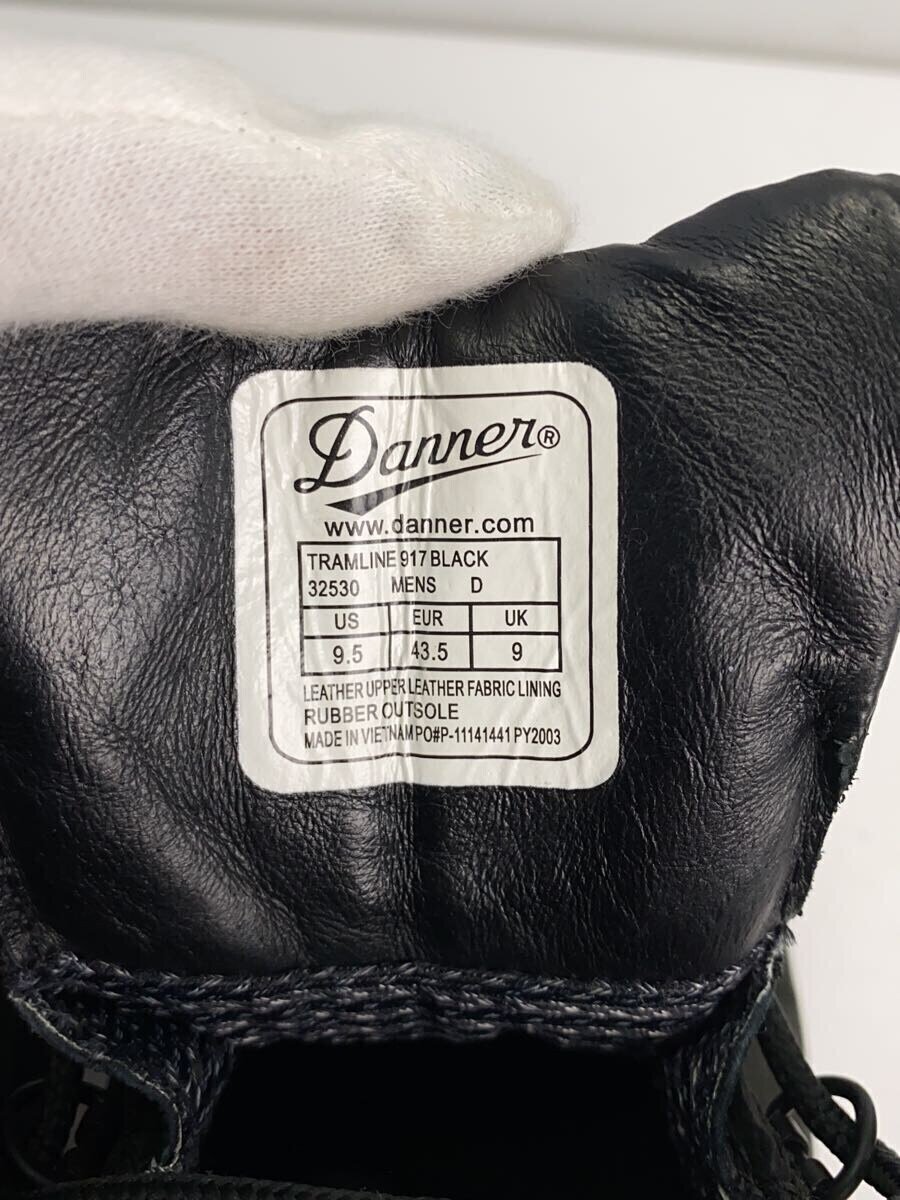 Danner®
www.danner.com
TRAMLINE 917 BLACK
32530 MENS D
US EUR UK
9.5 43.5 9
LEATHER UPPER LEATHER FABRIC LINING
RUBBER OUTSOLE
MADE IN VIETNAM PO#P-11141441 PY2003